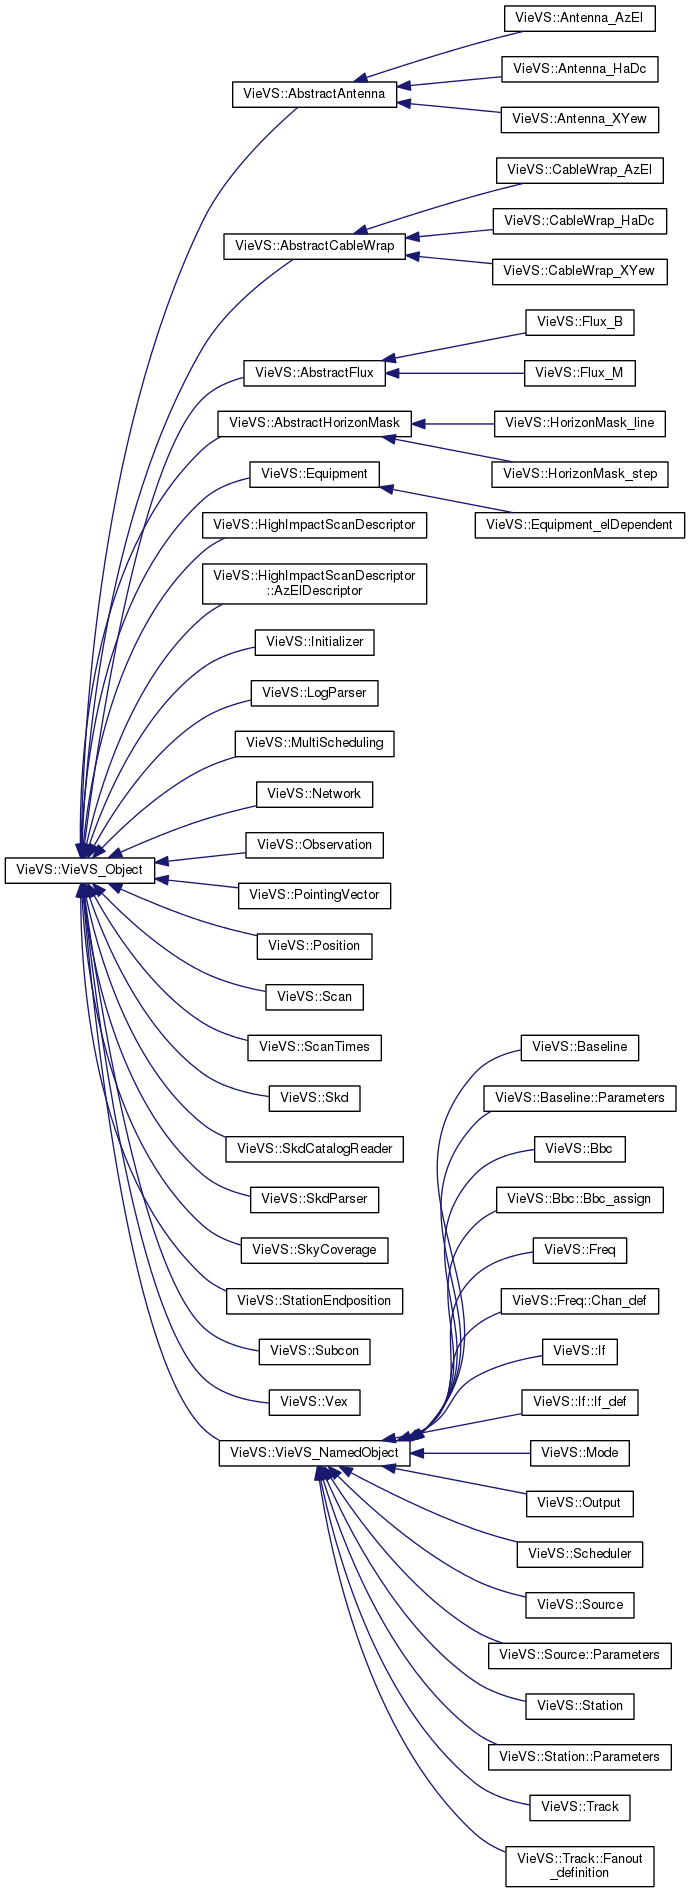 VieVS::Antenna_AzEl
VieVS::Antenna_HaDc
VieVS::AbstractAntenna
VieVS::Antenna_XYew
VieVS::CableWrap_AzEl
VieVS::CableWrap_HaDc
VieVS::AbstractCableWrap
VieVS::CableWrap_XYew
VieVS::Flux_B
VieVS::AbstractFlux
VieVS::Flux_M
VieVS::AbstractHorizonMask
VieVS::HorizonMask_line
VieVS::Equipment
VieVS::HorizonMask_step
VieVS::HighImpactScanDescriptor
VieVS::Equipment_elDependent
VieVS::HighImpactScanDescriptor
::AzElDescriptor
VieVS::Initializer
VieVS::LogParser
VieVS::MultiScheduling
VieVS::Network
VieVS::Observation
VieVS::VieVS_Object
VieVS::PointingVector
VieVS::Position
VieVS::Scan
VieVS::ScanTimes
VieVS::Baseline
VieVS::Skd
VieVS::Baseline::Parameters
VieVS::SkdCatalogReader
VieVS::Bbc
VieVS::SkdParser
VieVS::Bbc::Bbc_assign
VieVS::SkyCoverage
VieVS::Freq
VieVS::StationEndposition
VieVS::Freq::Chan_def
VieVS::Subcon
VieVS::If
VieVS::Vex
VieVS::If::If_def
VieVS::VieVS_NamedObject
VieVS::Mode
VieVS::Output
VieVS::Scheduler
VieVS::Source
VieVS::Source::Parameters
VieVS::Station
VieVS::Station::Parameters
VieVS::Track
VieVS::Track::Fanout
_definition